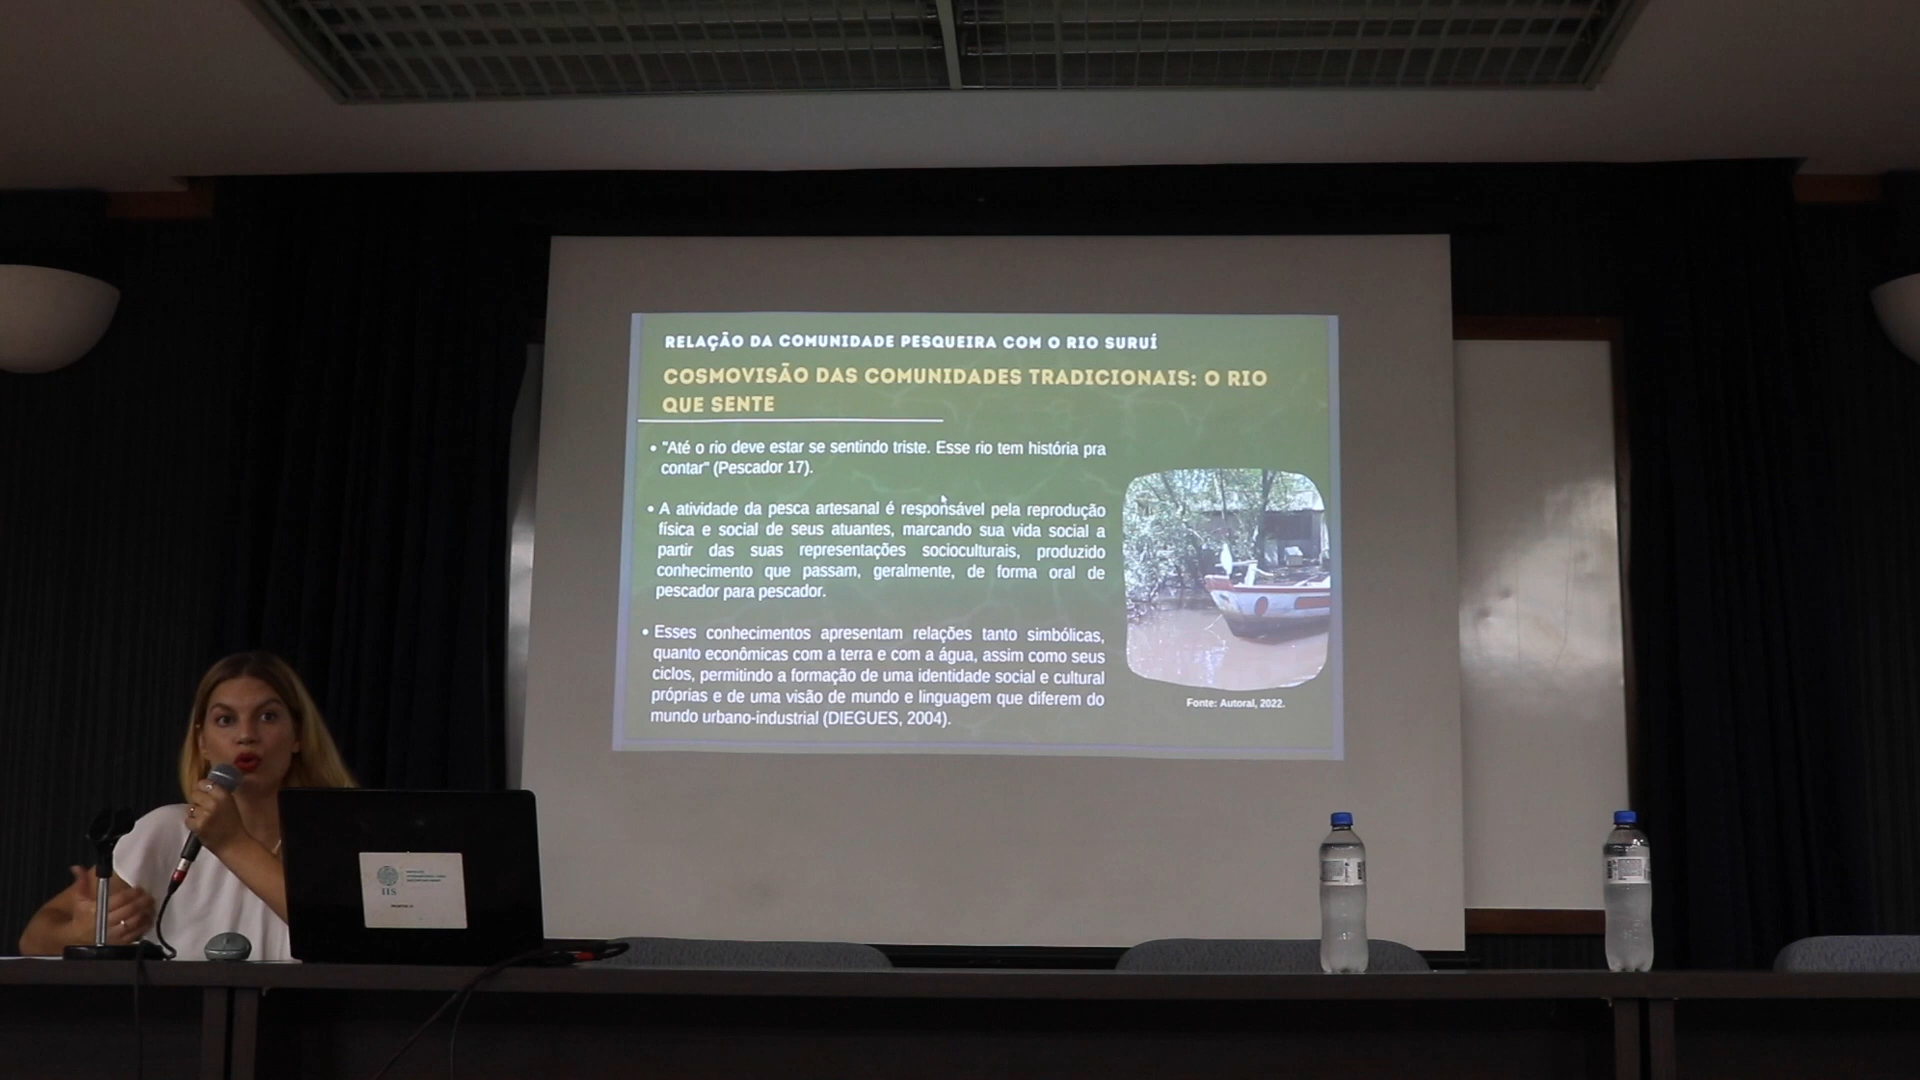 RELAÇÃO DA COMUNIDADE PESQUEIRA COM O RIO SURUÍ
COSMOVISÃO DAS COMUNIDADES TRADICIONAIS: O RIO
QUE SENTE
• "Até o rio deve estar se sentindo triste. Esse rio tem história pra
contar" (Pescador 17).
• A atividade da pesca artesanal é responsável pela reprodução
física e social de seus atuantes, marcando sua vida social a
partir das suas representações socioculturais, produzido
conhecimento que passam, geralmente, de forma oral de
pescador para pescador.
• Esses conhecimentos apresentam relações tanto simbólicas,
quanto econômicas com a terra e com a água, assim como seus
ciclos, permitindo a formação de uma identidade social e cultural
próprias e de uma visão de mundo e linguagem que diferem do
mundo urbano-industrial (DIEGUES, 2004).
Fonte: Autoral, 2022.
IIS